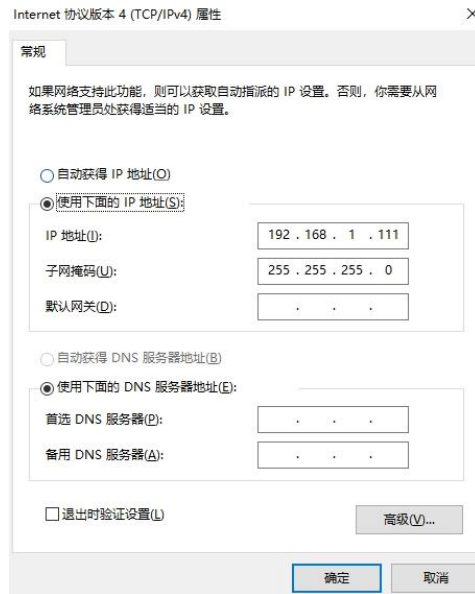 Internet 协议版本 4 (TCP/IPv4) 属性
常规
如果网络支持此功能，则可以获取自动指派的 IP 设置。否则，你需要从网
络系统管理员处获得适当的 IP 设置。
自动获得 IP 地址(O)
使用下面的 IP 地址(S):
IP 地址(I): 192 . 168 . 1 . 111
子网掩码(U): 255 . 255 . 255 . 0
默认网关(D): . . .
自动获得 DNS 服务器地址(B)
使用下面的 DNS 服务器地址(E):
首选 DNS 服务器(P): . . .
备用 DNS 服务器(A): . . .
退出时验证设置(L)
高级(V)...
确定 取消